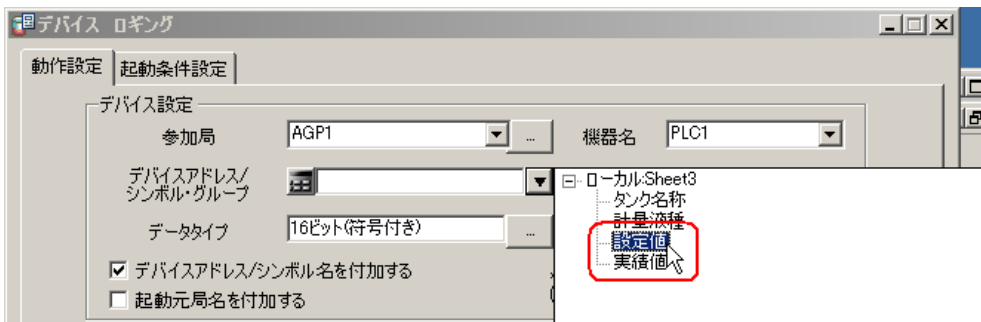 デバイス ロギング
動作設定 起動条件設定
デバイス設定
参加局 AGP1 ... 機器名 PLC1
デバイスアドレス/
シンボル・グループ
ローカル:Sheet3
タンク名称
計量液種
設定値
実績値
データタイプ 16ビット(符号付き) ...
デバイスアドレス/シンボル名を付加する
起動元局名を付加する